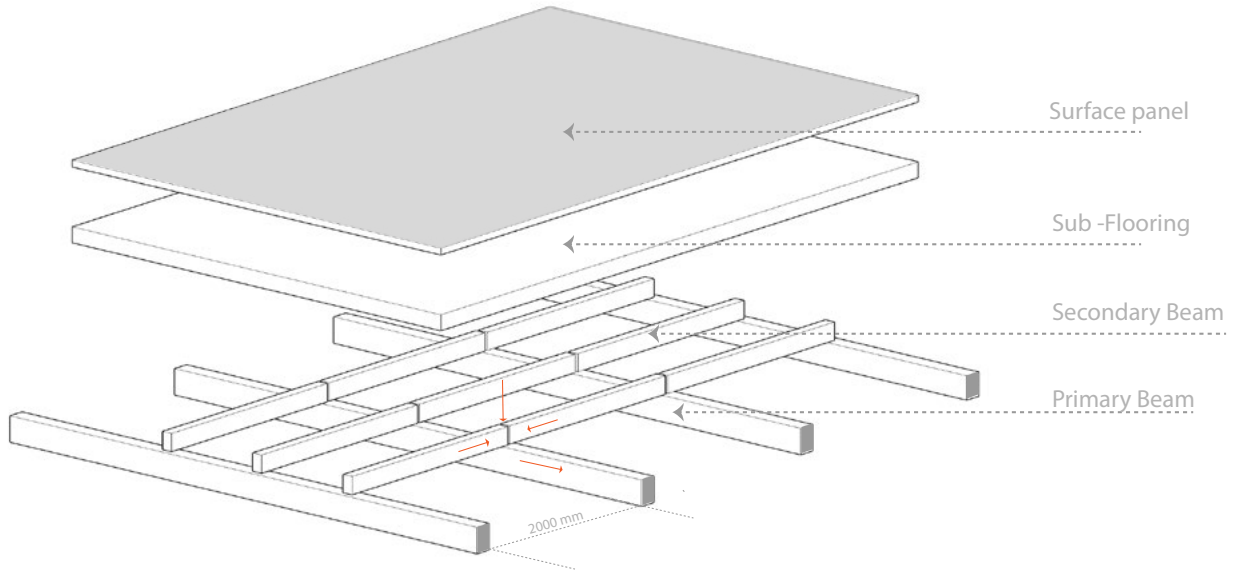 Surface panel
Sub -Flooring
Secondary Beam
Primary Beam
2000 mm